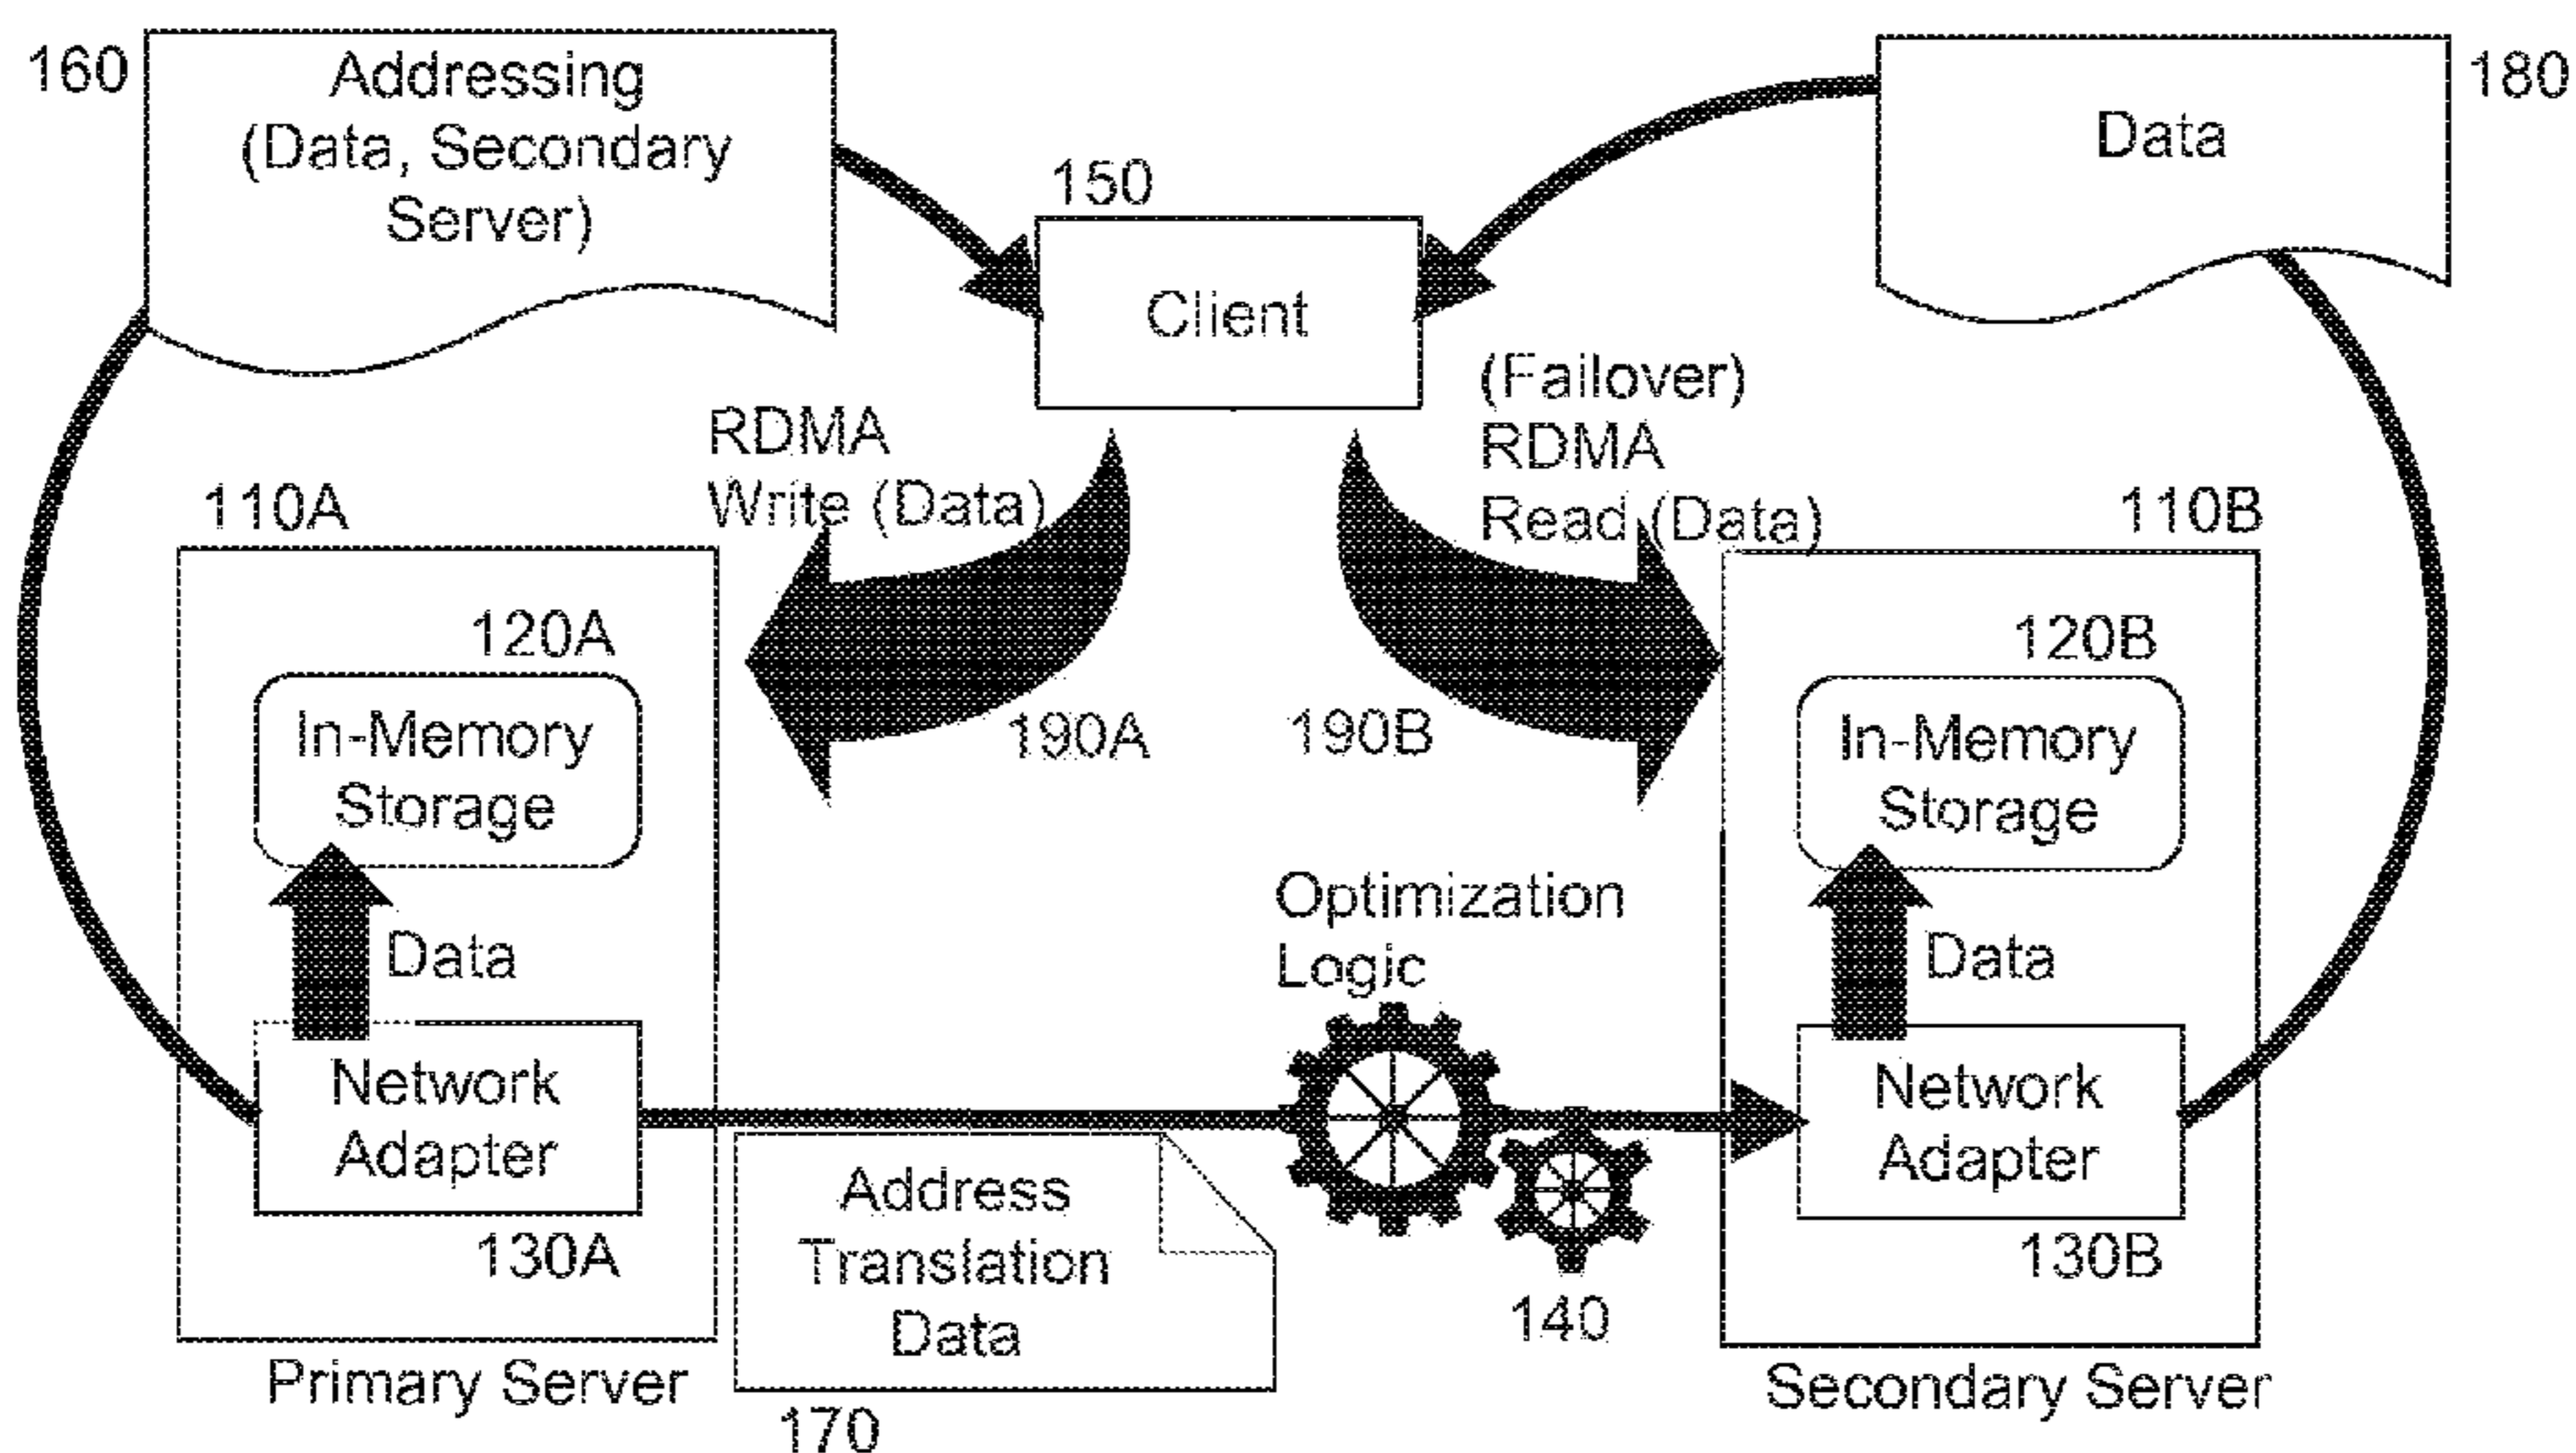 160
Addressing
(Data, Secondary
Server)
150
Client
Data
180
RDMA
Write (Data)
(Failover)
RDMA
Read (Data)
110A
110B
120A
In-Memory
Storage
Data
Network
Adapter
130A
Primary Server
190A
190B
Optimization
Logic
140
Address
Translation
Data
170
120B
In-Memory
Storage
Data
Network
Adapter
130B
Secondary Server